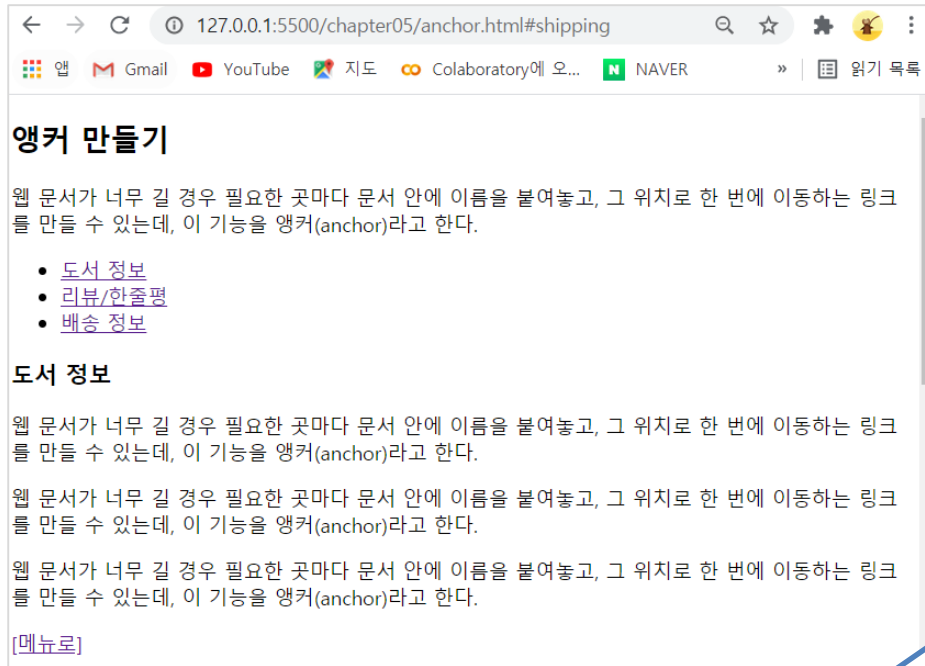 127.0.0.1:5500/chapter05/anchor.html#shipping
앱 Gmail YouTube 지도 Colaboratory에 오... NAVER » 읽기 목록
앵커 만들기
웹 문서가 너무 길 경우 필요한 곳마다 문서 안에 이름을 붙여놓고, 그 위치로 한 번에 이동하는 링크
를 만들 수 있는데, 이 기능을 앵커(anchor)라고 한다.
• 도서 정보
• 리뷰/한줄평
• 배송 정보
도서 정보
웹 문서가 너무 길 경우 필요한 곳마다 문서 안에 이름을 붙여놓고, 그 위치로 한 번에 이동하는 링크
를 만들 수 있는데, 이 기능을 앵커(anchor)라고 한다.
웹 문서가 너무 길 경우 필요한 곳마다 문서 안에 이름을 붙여놓고, 그 위치로 한 번에 이동하는 링크
를 만들 수 있는데, 이 기능을 앵커(anchor)라고 한다.
웹 문서가 너무 길 경우 필요한 곳마다 문서 안에 이름을 붙여놓고, 그 위치로 한 번에 이동하는 링크
를 만들 수 있는데, 이 기능을 앵커(anchor)라고 한다.
[메뉴로]